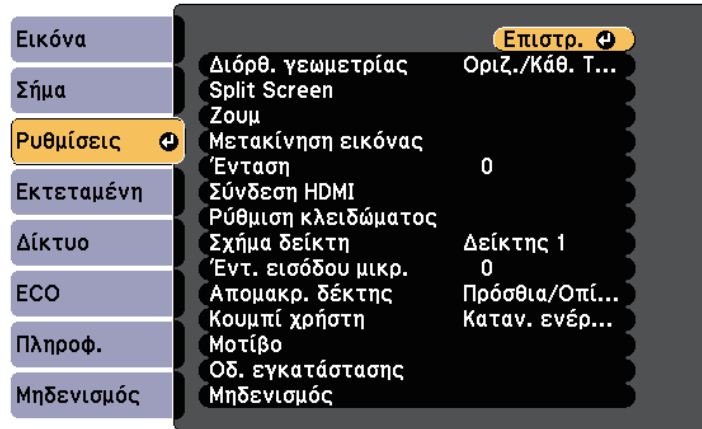 Εικόνα
Σήμα
Ρυθμίσεις
Εκτεταμένη
Δίκτυο
ECO
Πληροφ.
Μηδενισμός
Επιστρ.
Διόρθ. γεωμετρίας Οριζ./Κάθ. Τ...
Split Screen
Ζουμ
Μετακίνηση εικόνας
Ένταση 0
Σύνδεση HDMI
Ρύθμιση κλειδώματος
Σχήμα δείκτη Δείκτης 1
Έντ. εισόδου μικρ. 0
Απομακρ. δέκτης Πρόσθια/Οπί...
Κουμπί χρήστη Καταν. ενέρ...
Μοτίβο
Οδ. εγκατάστασης
Μηδενισμός